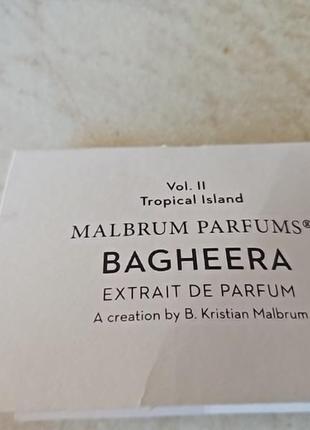 Vol. II
Tropical Island
MALBRUM PARFUMS®
BAGHEERA
EXTRAIT DE PARFUM
A creation by B. Kristian Malbrum